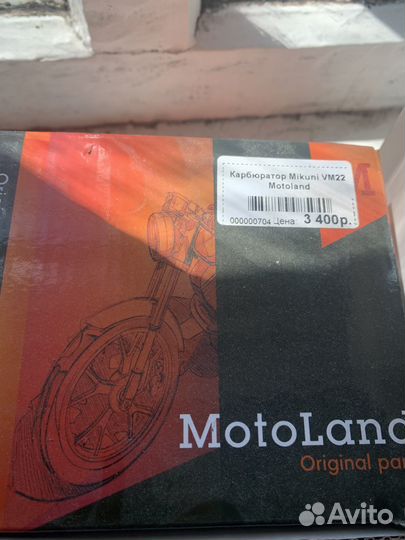 Карбюратор Mikuni VM22
Motoland
000000704 Цена: 3 400р.
MotoLand
Original par
Avito